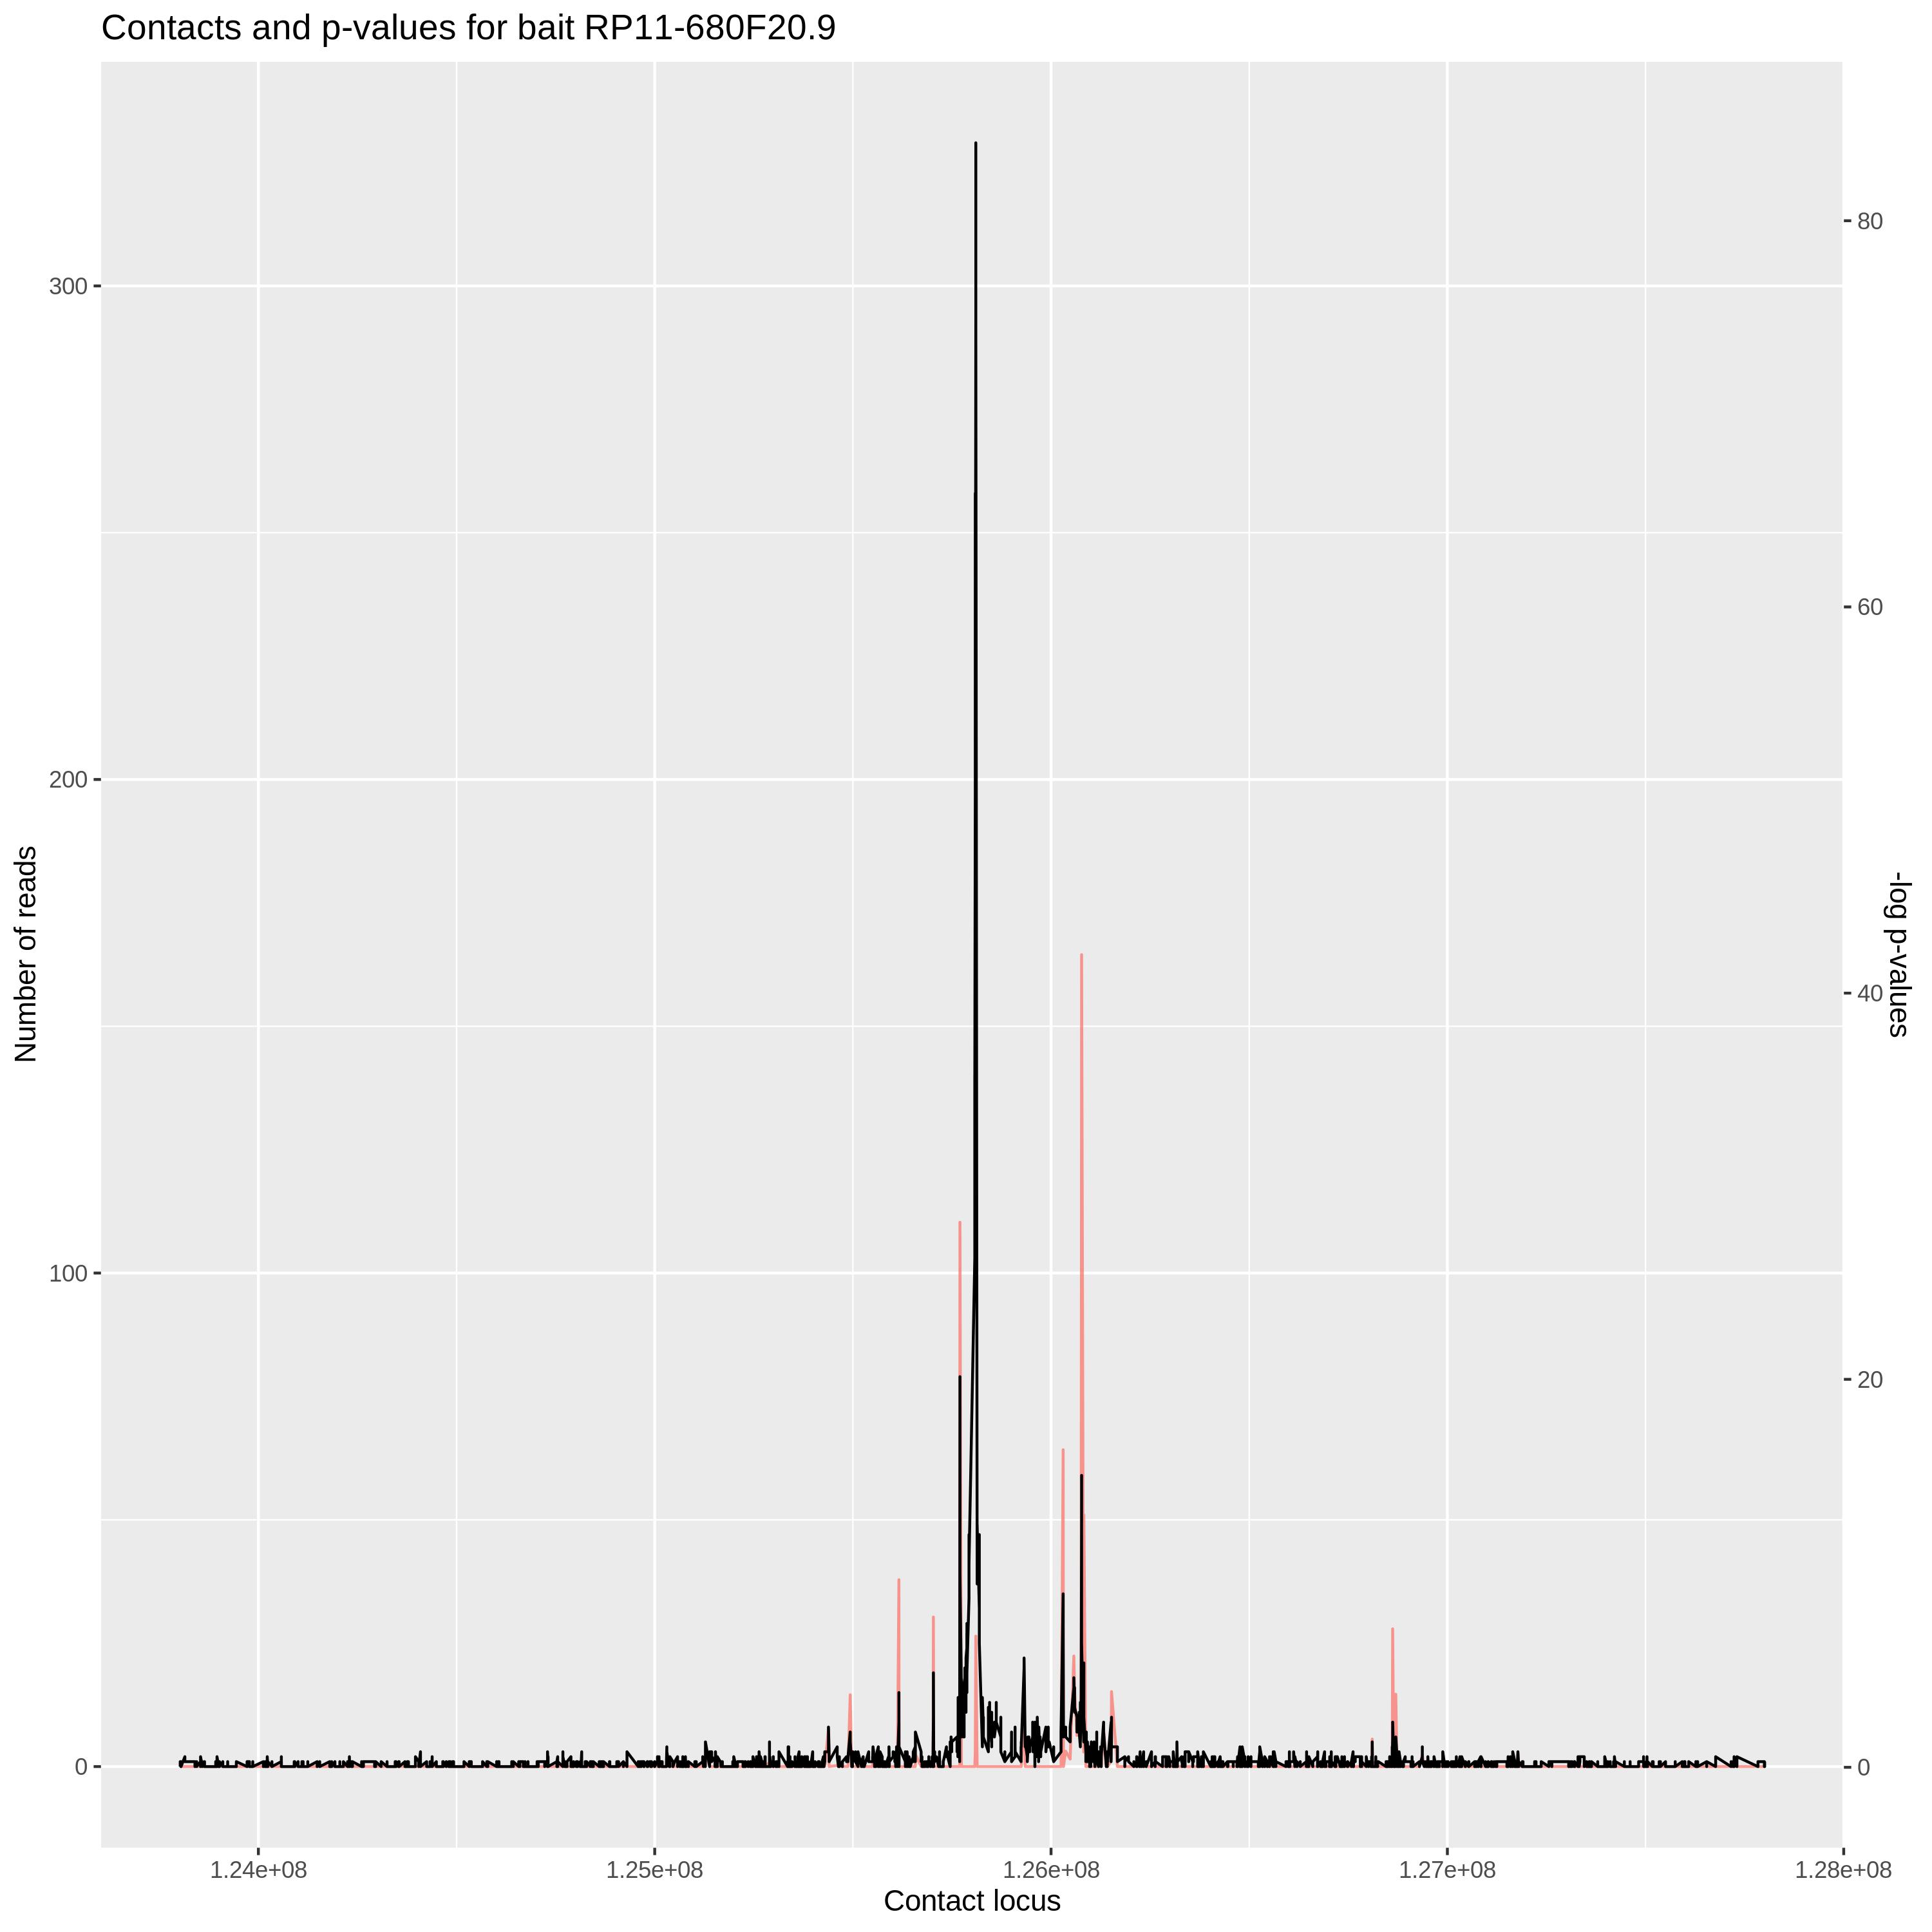 Contacts and p-values for bait RP11-680F20.9
300
200
100
0
Number of reads
80
60
40
20
0
-log p-values
1.24e+08
1.25e+08
1.26e+08
1.27e+08
1.28e+08
Contact locus